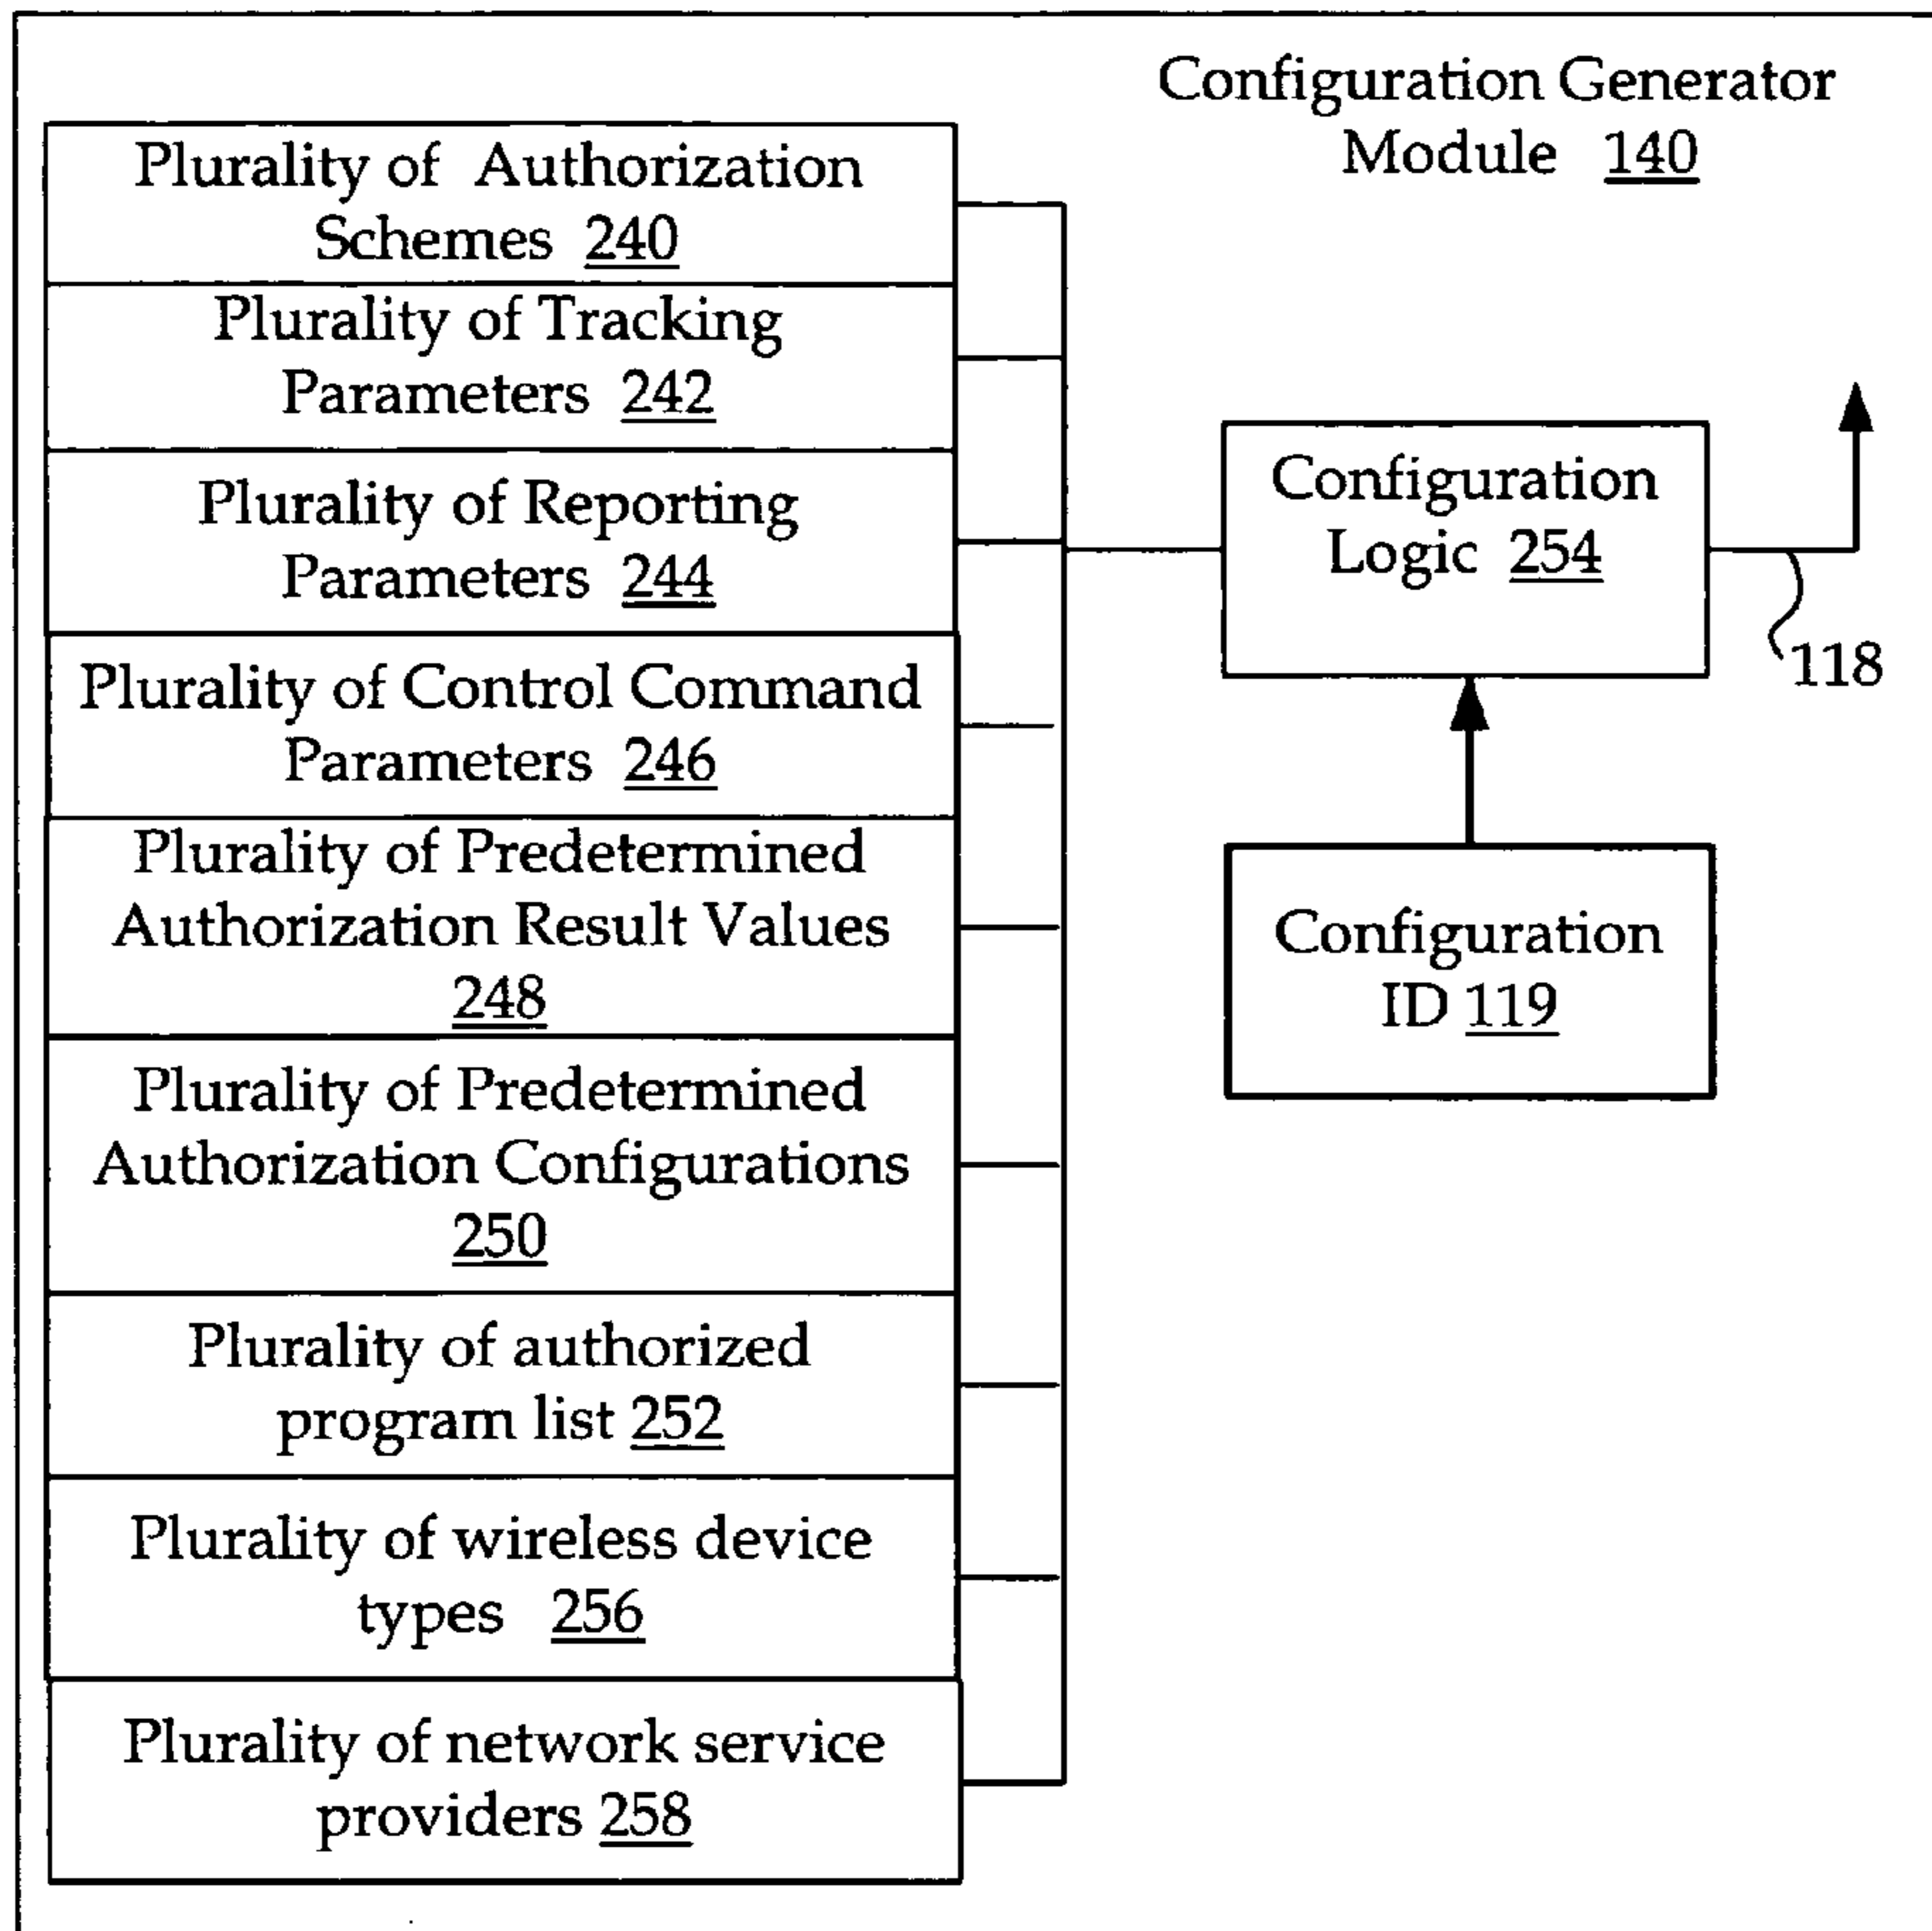 Configuration Generator
Module 140
Plurality of Authorization
Schemes 240
Plurality of Tracking
Parameters 242
Plurality of Reporting
Parameters 244
Plurality of Control Command
Parameters 246
Plurality of Predetermined
Authorization Result Values
248
Plurality of Predetermined
Authorization Configurations
250
Plurality of authorized
program list 252
Plurality of wireless device
types 256
Plurality of network service
providers 258
Configuration
Logic 254
118
Configuration
ID 119